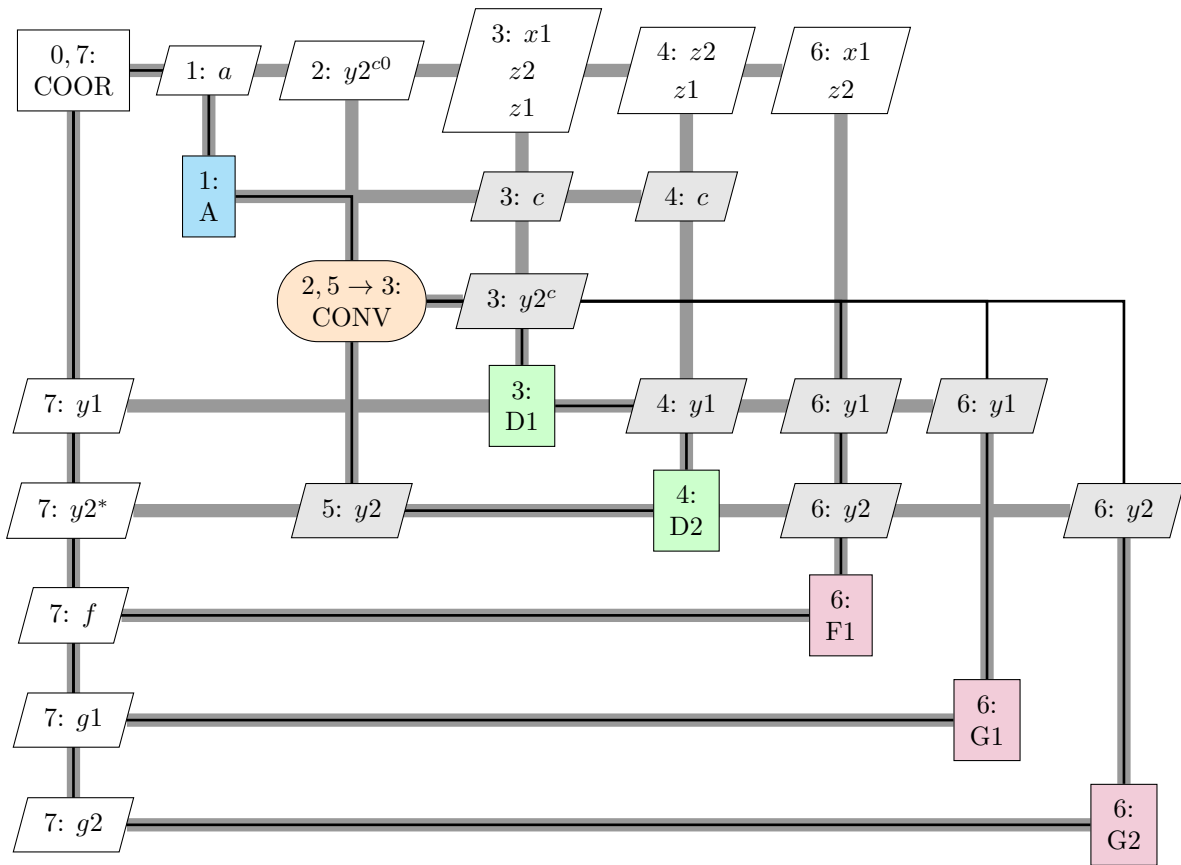 0, 7:
COOR
1: a
2: y2^{c0}
3: x1
z2
z1
4: z2
z1
6: x1
z2
1:
A
3: c
4: c
2, 5 → 3:
CONV
3: y2^c
7: y1
3:
D1
4: y1
6: y1
6: y1
7: y2*
5: y2
4:
D2
6: y2
6: y2
7: f
6:
F1
7: g1
6:
G1
7: g2
6:
G2